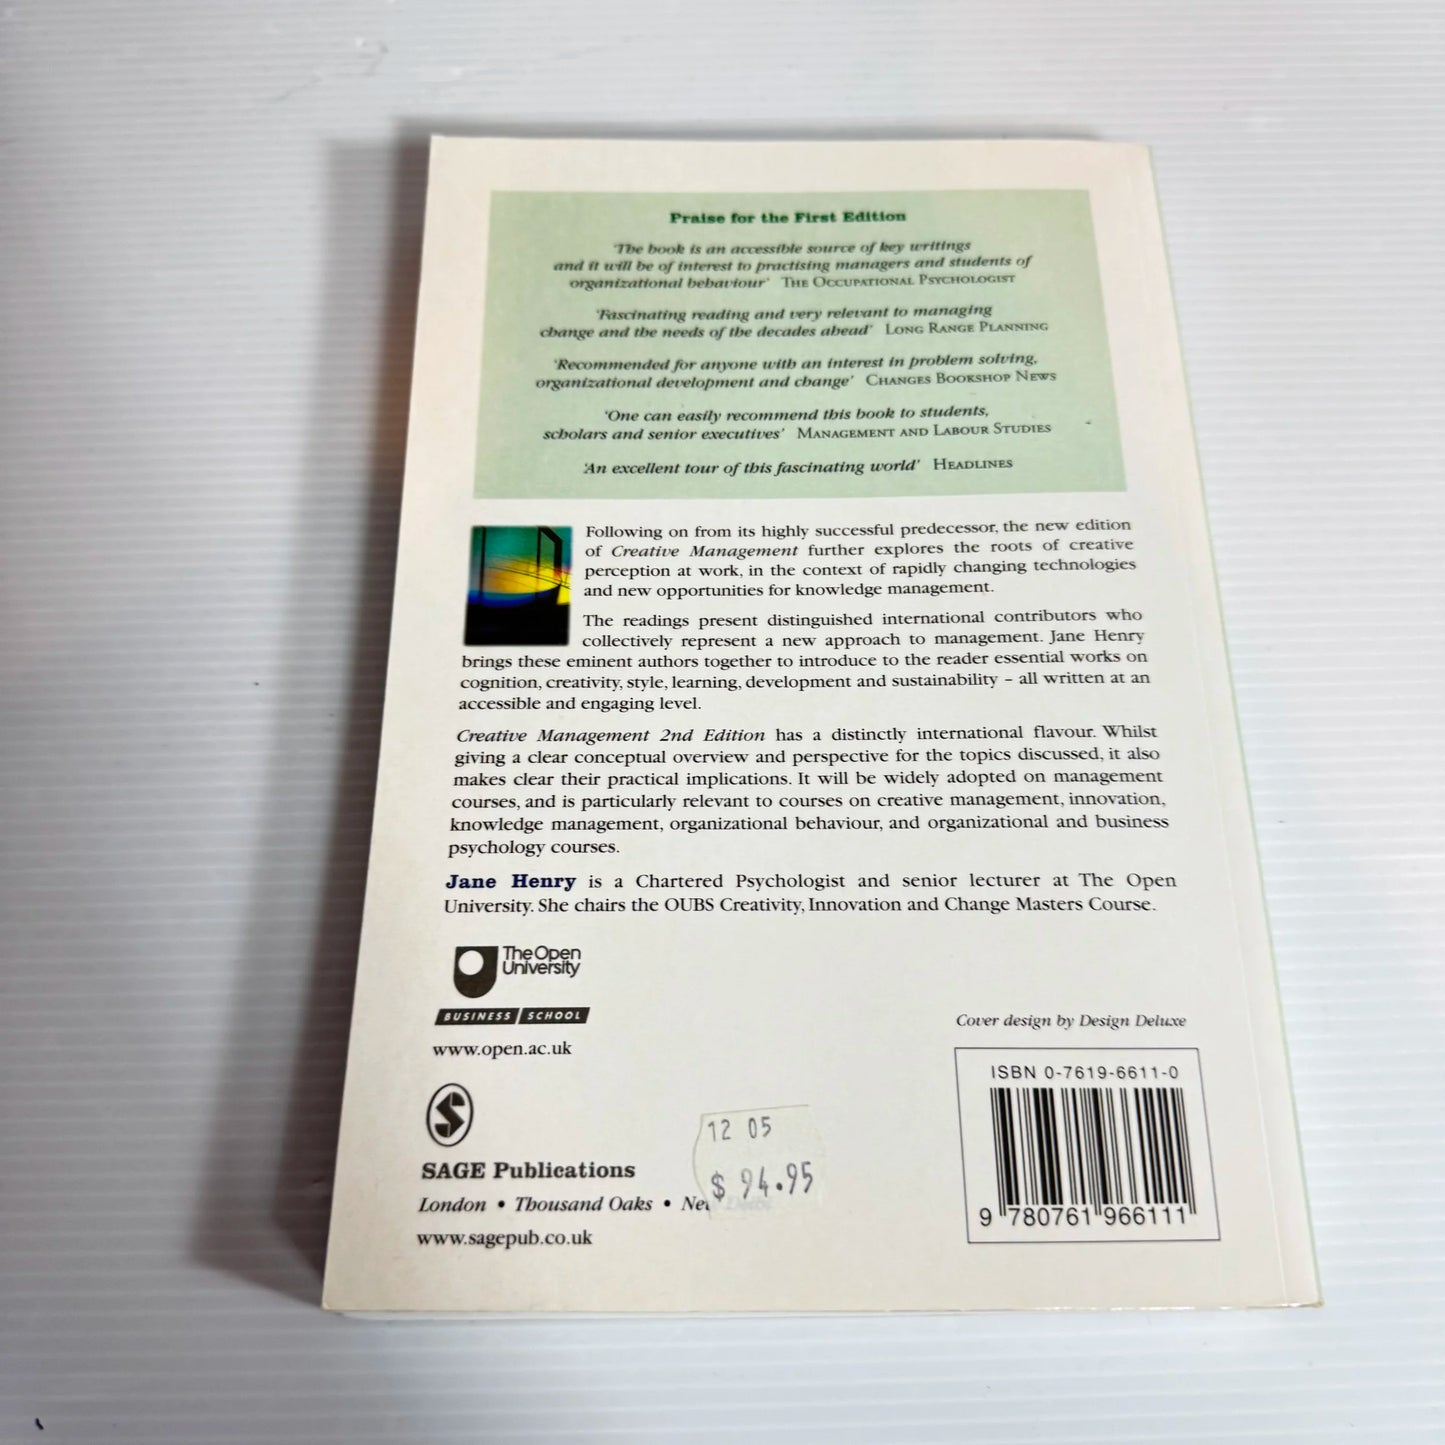 Praise for the First Edition
'The book is an accessible source of key writings
and it will be of interest to practising managers and students of
organizational behaviour' The Occupational Psychologist
'Fascinating reading and very relevant to managing
change and the needs of the decades ahead' Long Range Planning
'Recommended for anyone with an interest in problem solving,
organizational development and change' Changes Bookshop News
'One can easily recommend this book to students,
scholars and senior executives' Management and Labour Studies
'An excellent tour of this fascinating world' Headlines
Following on from its highly successful predecessor, the new edition
of Creative Management further explores the roots of creative
perception at work, in the context of rapidly changing technologies
and new opportunities for knowledge management.
The readings present distinguished international contributors who
collectively represent a new approach to management. Jane Henry
brings these eminent authors together to introduce to the reader essential works on
cognition, creativity, style, learning, development and sustainability – all written at an
accessible and engaging level.
Creative Management 2nd Edition has a distinctly international flavour. Whilst
giving a clear conceptual overview and perspective for the topics discussed, it also
makes clear their practical implications. It will be widely adopted on management
courses, and is particularly relevant to courses on creative management, innovation,
knowledge management, organizational behaviour, and organizational and business
psychology courses.
Jane Henry is a Chartered Psychologist and senior lecturer at The Open
University. She chairs the OUBS Creativity, Innovation and Change Masters Course.
The Open
University
BUSINESS SCHOOL
www.open.ac.uk
Cover design by Design Deluxe
ISBN 0-7619-6611-0
9 780761 966111
S
SAGE Publications
London • Thousand Oaks • New Delhi
www.sagepub.co.uk
12 05
$ 94.95